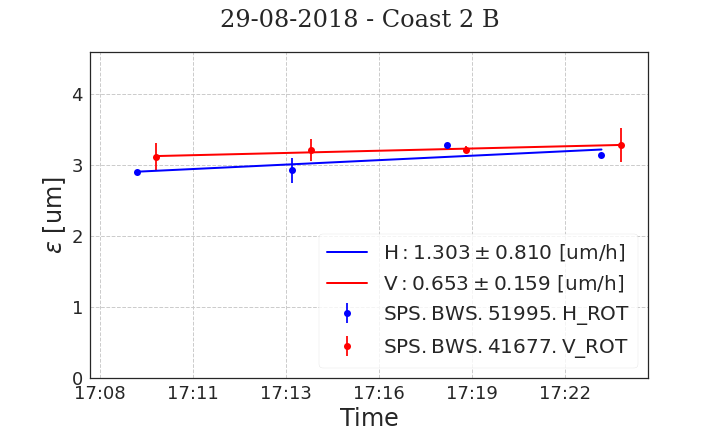 29-08-2018 - Coast 2 B
ε [um]
4
3
2
1
0
17:08 17:11 17:13 17:16 17:19 17:22
Time
H: 1.303 ± 0.810 [um/h]
V: 0.653 ± 0.159 [um/h]
SPS. BWS. 51995. H_ROT
SPS. BWS. 41677. V_ROT